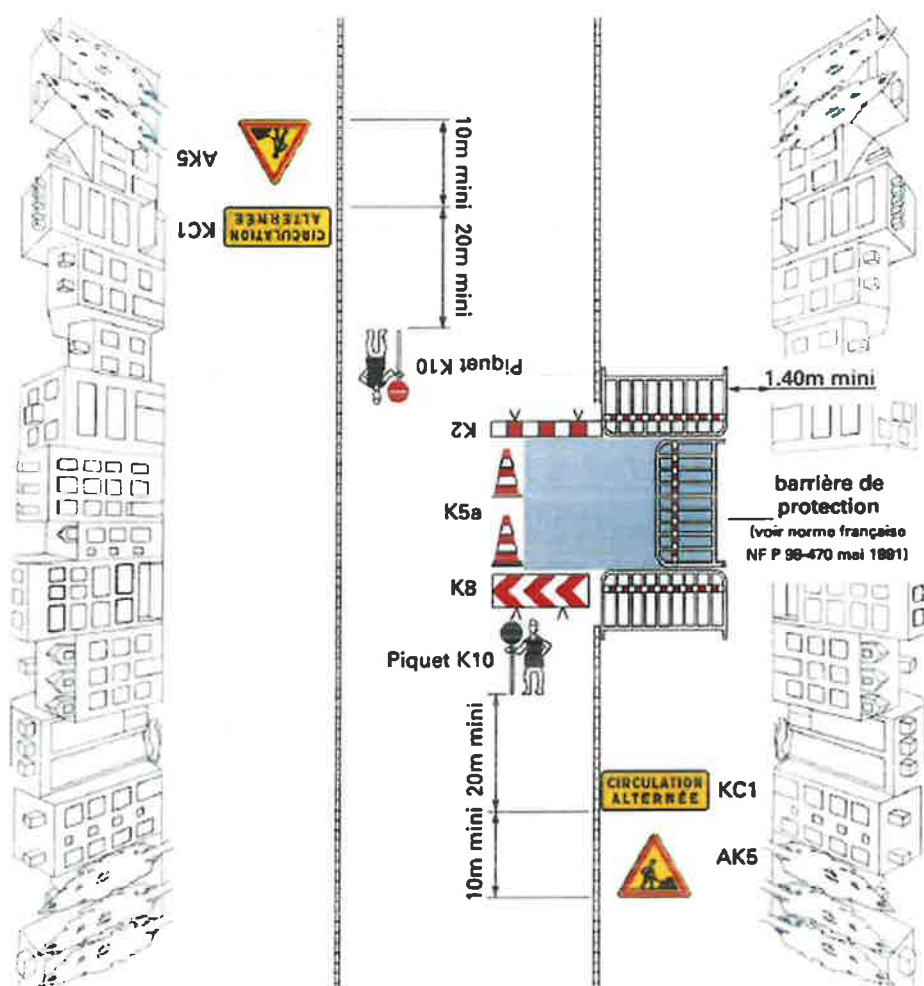 AK5
10m mini
CIRCULATION
ALTERNÉE
KC1
20m mini
Piquet K10
1.40m mini
K2
K5a
barrière de
protection
(voir norme française
NF P 98-470 mai 1991)
K8
Piquet K10
20m mini
CIRCULATION
ALTERNÉE
KC1
10m mini
AK5